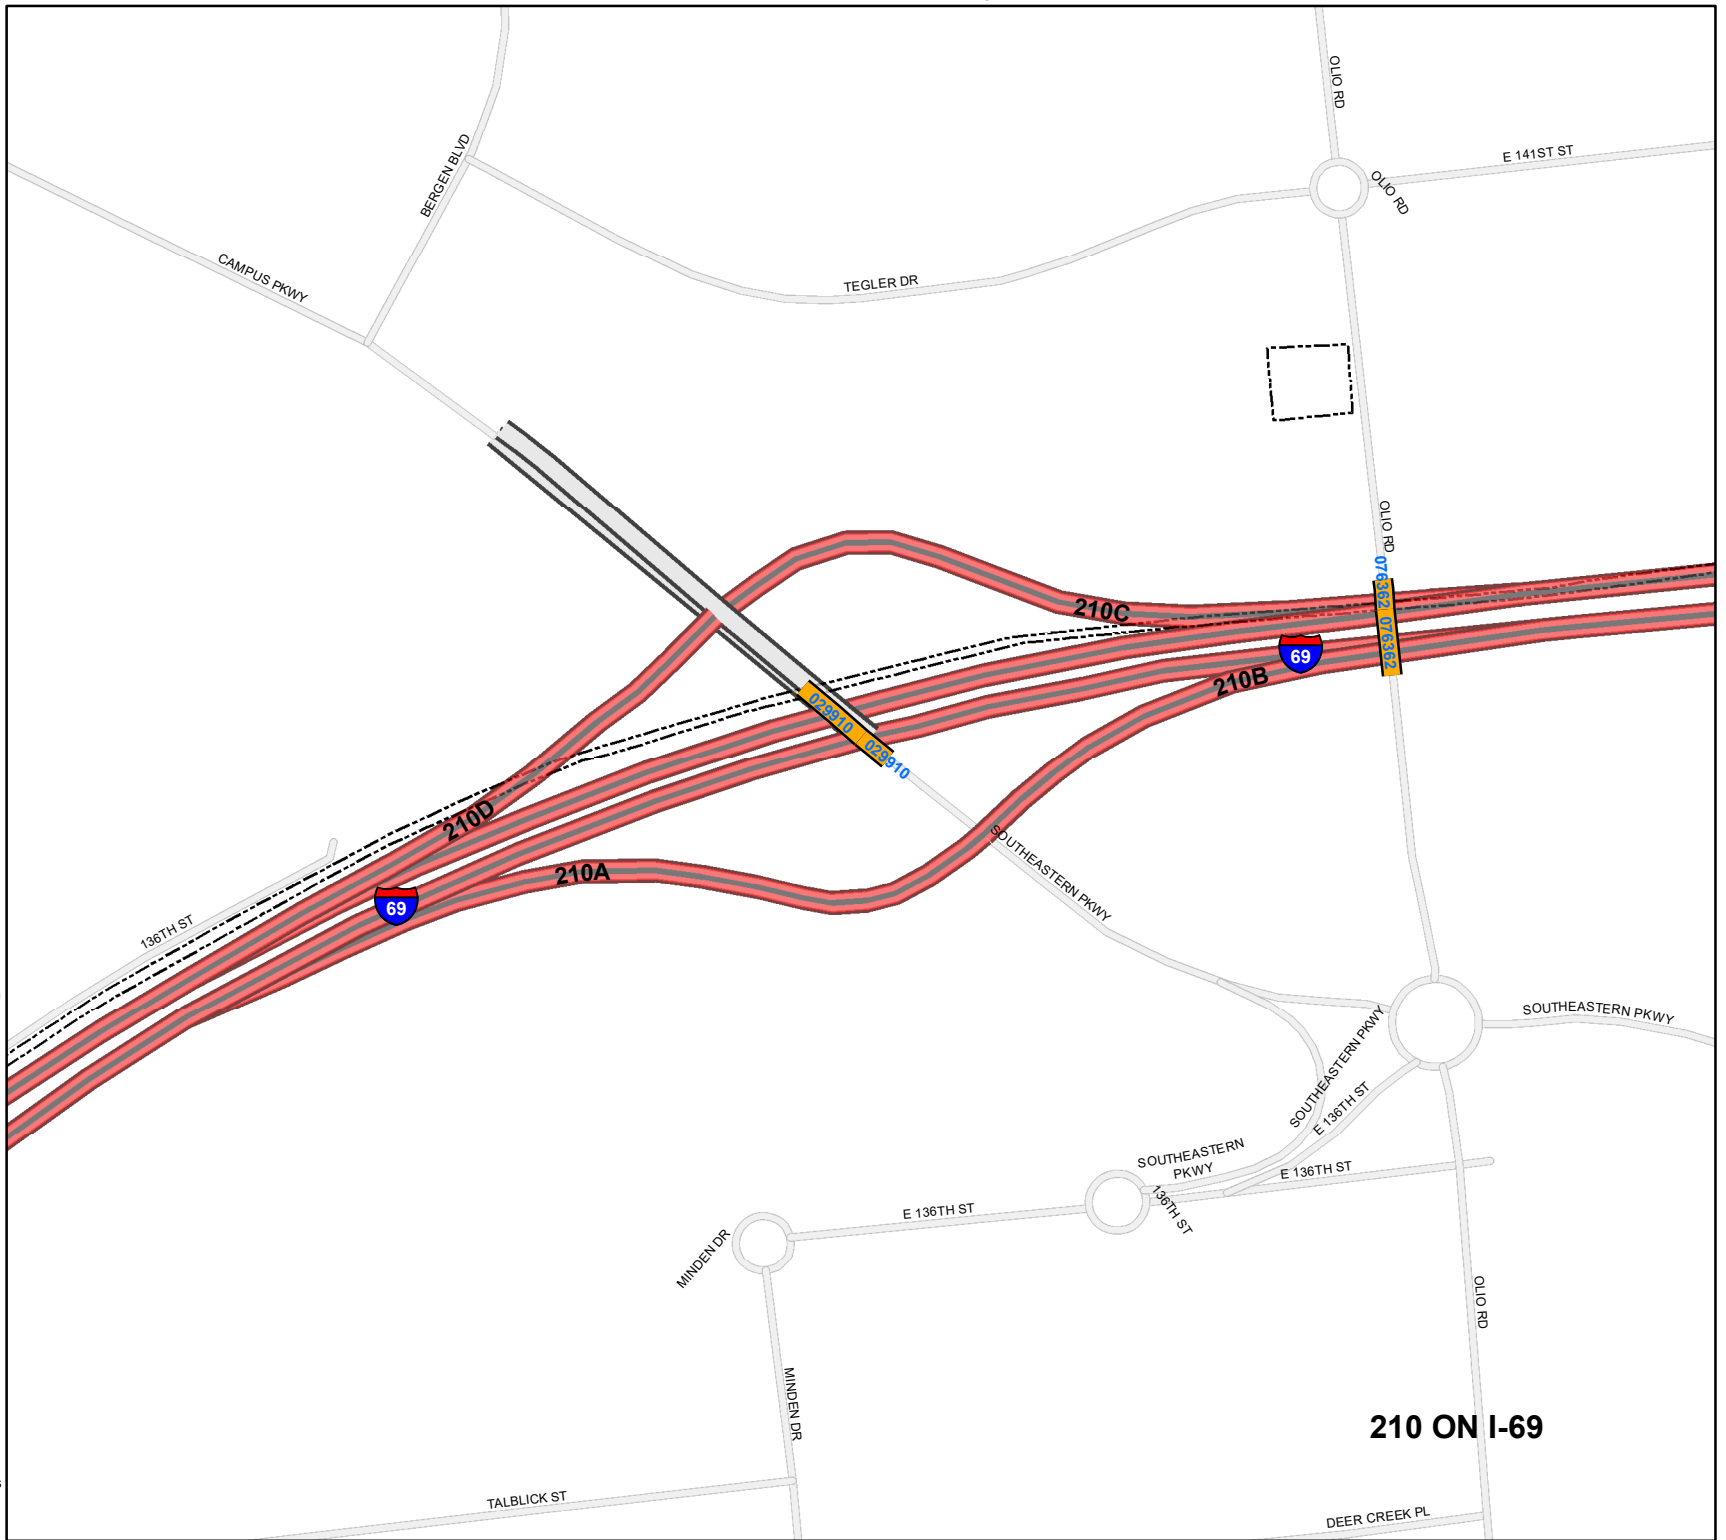 OLIO RD
BERGEN BLVD
E 141ST ST
OLIO RD
CAMPUS PKWY
TEGLER DR
OLIO RD
076362
076362
210C
69
210B
029910
029910
210D
210A
SOUTHEASTERN PKWY
69
136TH ST
SOUTHEASTERN PKWY
SOUTHEASTERN PKWY
E 136TH ST
SOUTHEASTERN
PKWY
E 136TH ST
136TH ST
E 136TH ST
MINDEN DR
OLIO RD
MINDEN DR
210 ON I-69
TALBLICK ST
DEER CREEK PL